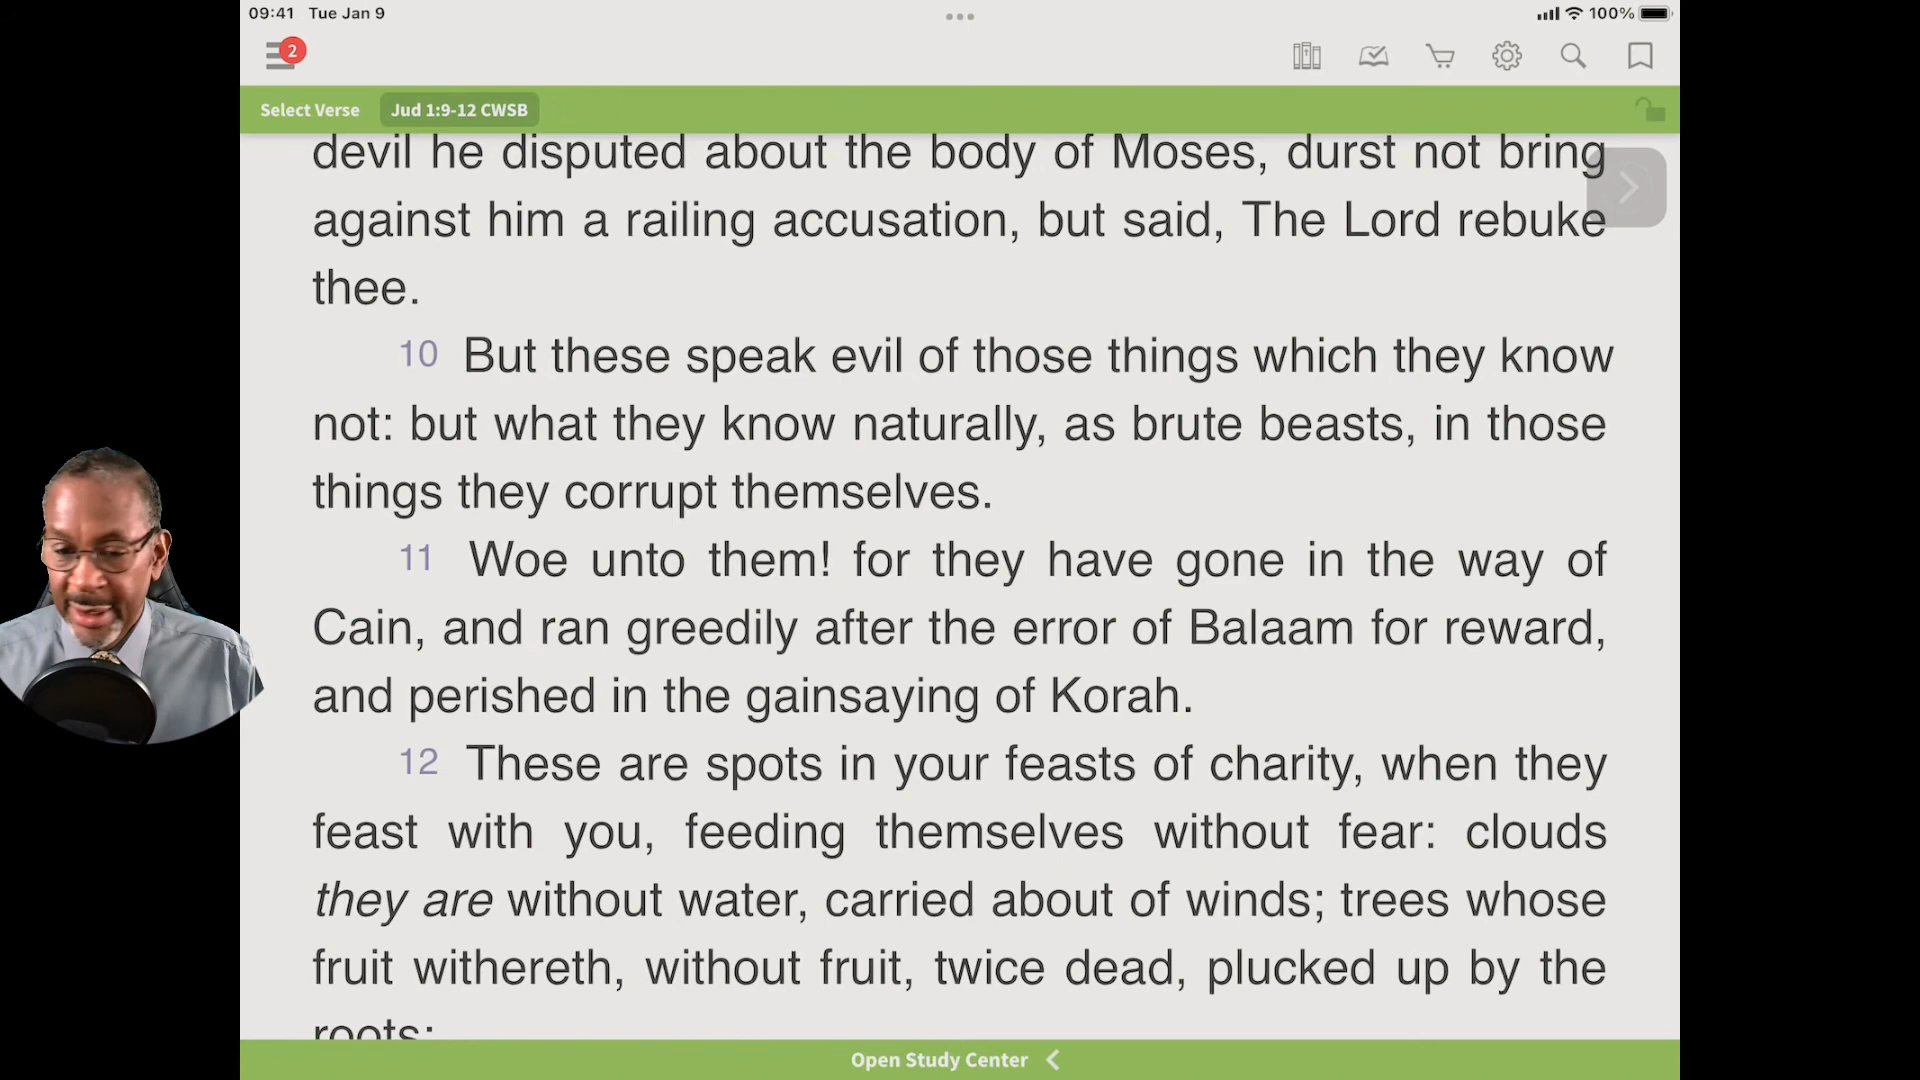 09:41 Tue Jan 9
100%
2
Select Verse Jud 1:9-12 CWSB
devil he disputed about the body of Moses, durst not bring
against him a railing accusation, but said, The Lord rebuke
thee.
10 But these speak evil of those things which they know
not: but what they know naturally, as brute beasts, in those
things they corrupt themselves.
11 Woe unto them! for they have gone in the way of
Cain, and ran greedily after the error of Balaam for reward,
and perished in the gainsaying of Korah.
12 These are spots in your feasts of charity, when they
feast with you, feeding themselves without fear: clouds
they are without water, carried about of winds; trees whose
fruit withereth, without fruit, twice dead, plucked up by the
roots;
Open Study Center